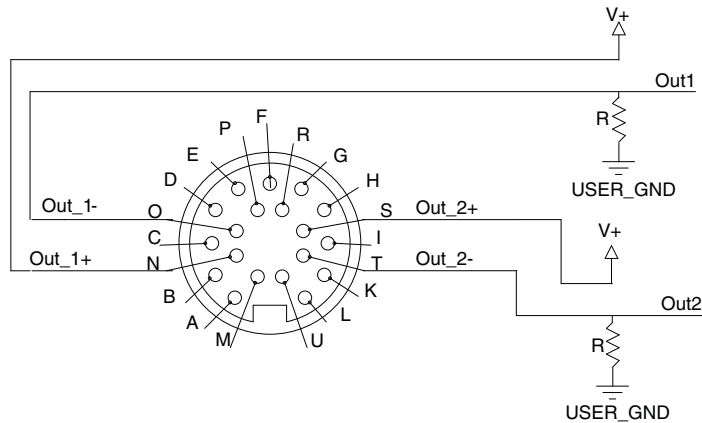 V+
Out1
R
USER_GND
F
P
R
E
G
D
H
Out_1-
O
S
Out_2+
C
I
V+
Out_1+
N
T
Out_2-
B
K
Out2
A
L
M
U
R
USER_GND